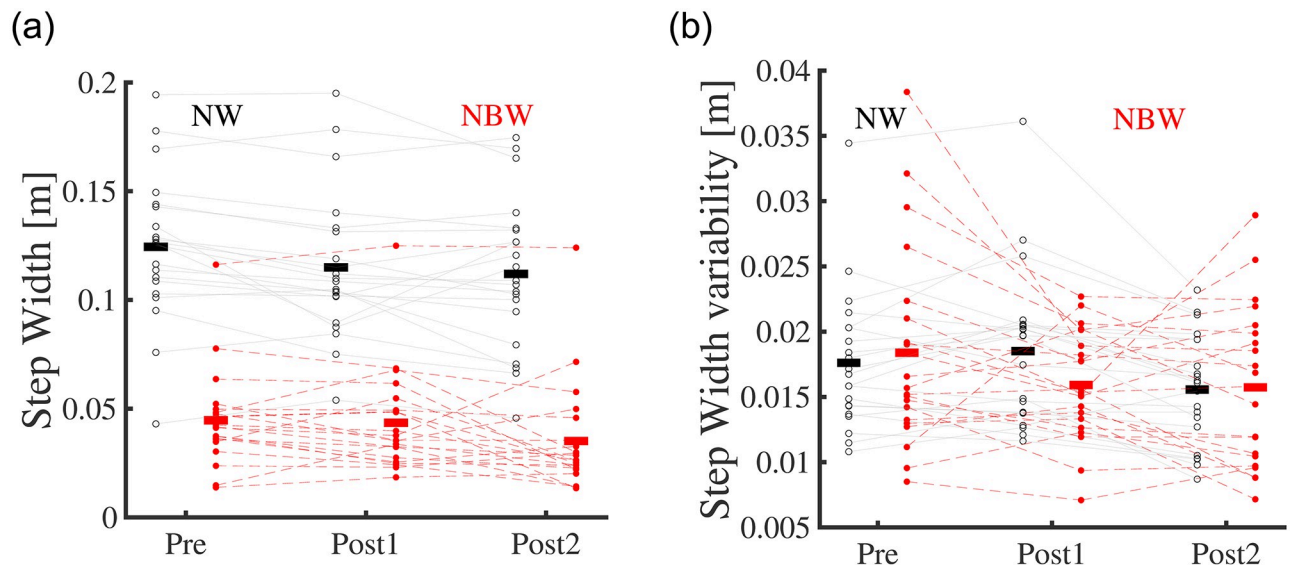 (a)
Step Width [m]
0.2
0.15
0.1
0.05
0
NW
NBW
Pre Post1 Post2
(b)
Step Width variability [m]
0.04
0.035
0.03
0.025
0.02
0.015
0.01
0.005
NW
NBW
Pre Post1 Post2